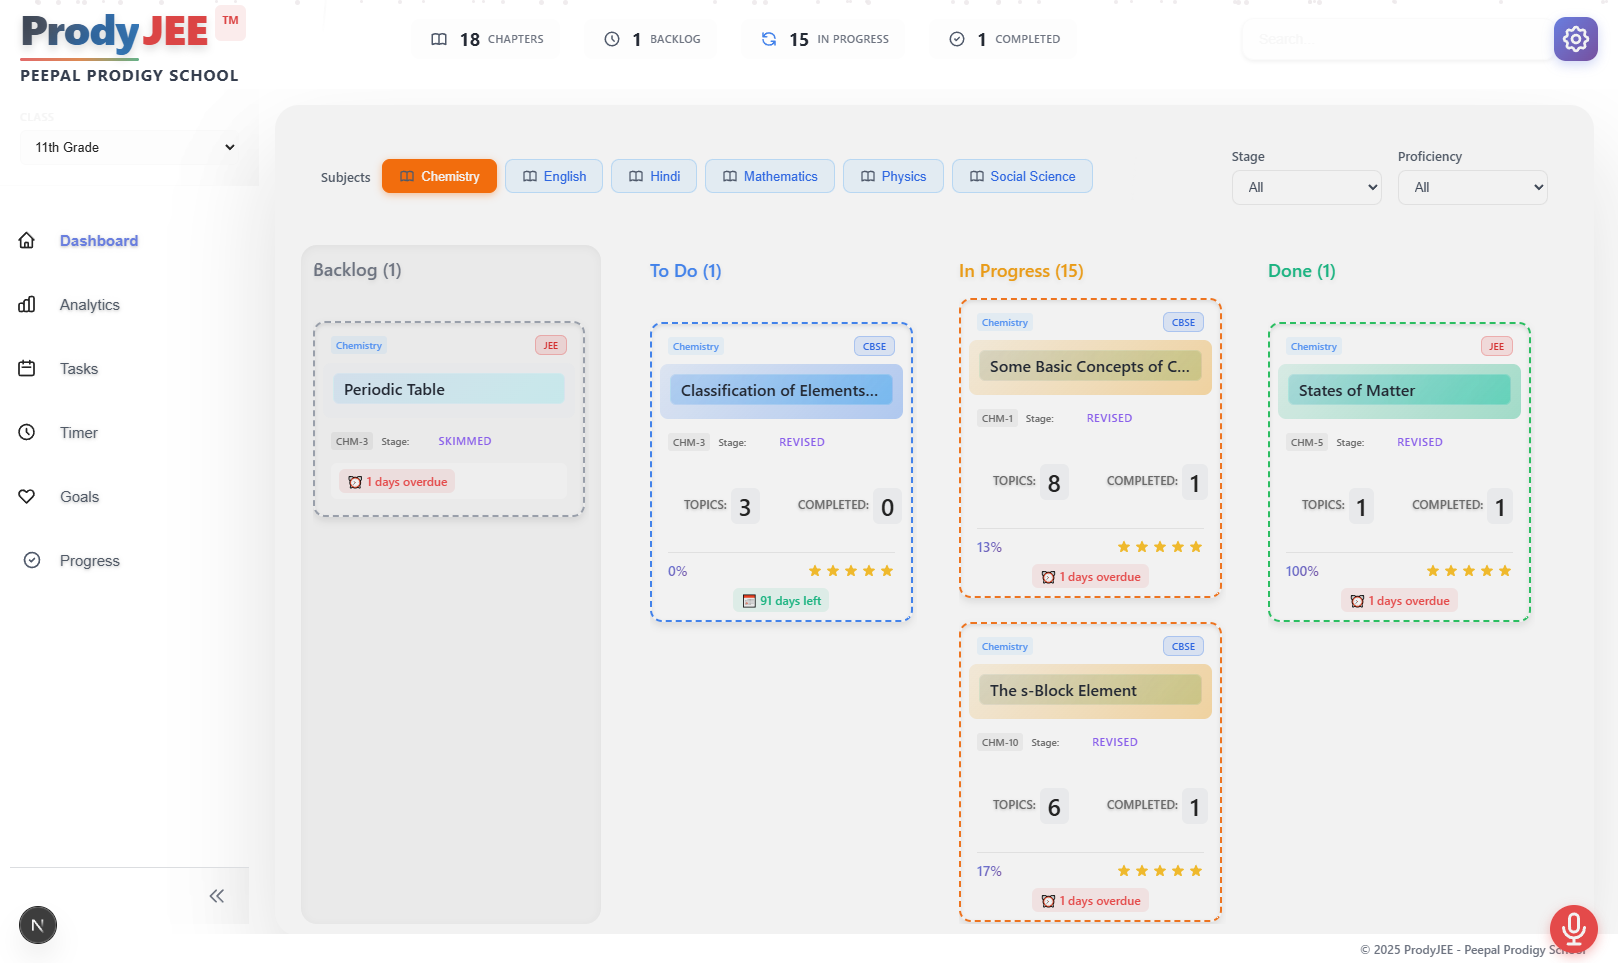 ProdyJEE TM
PEEPAL PRODIGY SCHOOL
18 CHAPTERS
1 BACKLOG
15 IN PROGRESS
1 COMPLETED
Search
CLASS
11th Grade
Dashboard
Analytics
Tasks
Timer
Goals
Progress
N
Subjects
Chemistry
English
Hindi
Mathematics
Physics
Social Science
Stage
All
Proficiency
All
Backlog (1)
Chemistry
JEE
Periodic Table
CHM-3 Stage: SKIMMED
1 days overdue
To Do (1)
Chemistry
CBSE
Classification of Elements...
CHM-3 Stage: REVISED
TOPICS: 3 COMPLETED: 0
0%
91 days left
In Progress (15)
Chemistry
CBSE
Some Basic Concepts of C...
CHM-1 Stage: REVISED
TOPICS: 8 COMPLETED: 1
13%
1 days overdue
Chemistry
CBSE
The s-Block Element
CHM-10 Stage: REVISED
TOPICS: 6 COMPLETED: 1
17%
1 days overdue
Done (1)
Chemistry
JEE
States of Matter
CHM-5 Stage: REVISED
TOPICS: 1 COMPLETED: 1
100%
1 days overdue
© 2025 ProdyJEE - Peepal Prodigy School